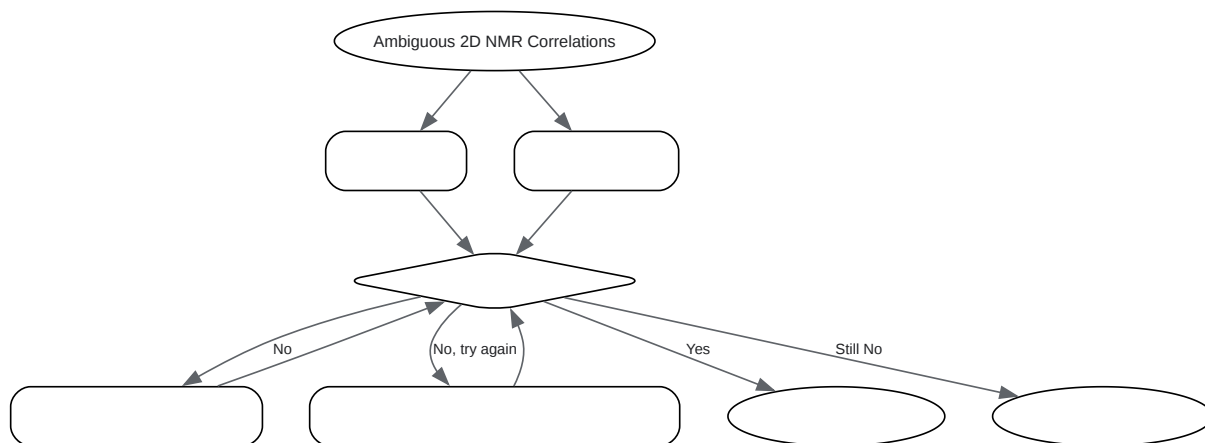 Ambiguous 2D NMR Correlations
No
No, try again
Yes
Still No